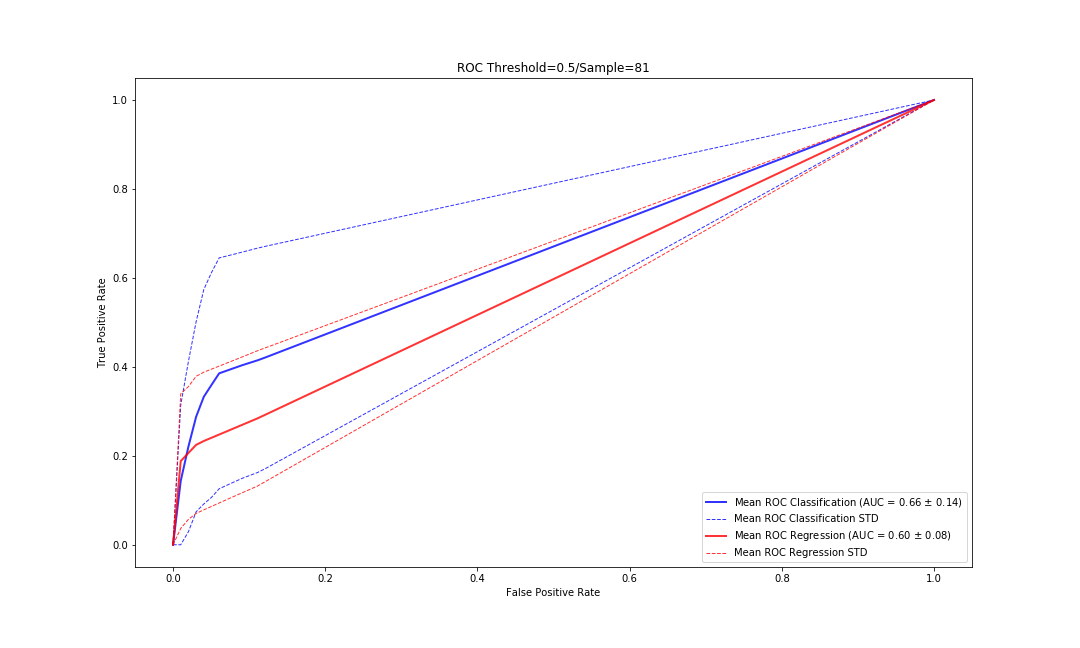 ROC Threshold=0.5/Sample=81
True Positive Rate
1.0
0.8
0.6
0.4
0.2
0.0
0.0 0.2 0.4 0.6 0.8 1.0
False Positive Rate
Mean ROC Classification (AUC = 0.66 ± 0.14)
Mean ROC Classification STD
Mean ROC Regression (AUC = 0.60 ± 0.08)
Mean ROC Regression STD